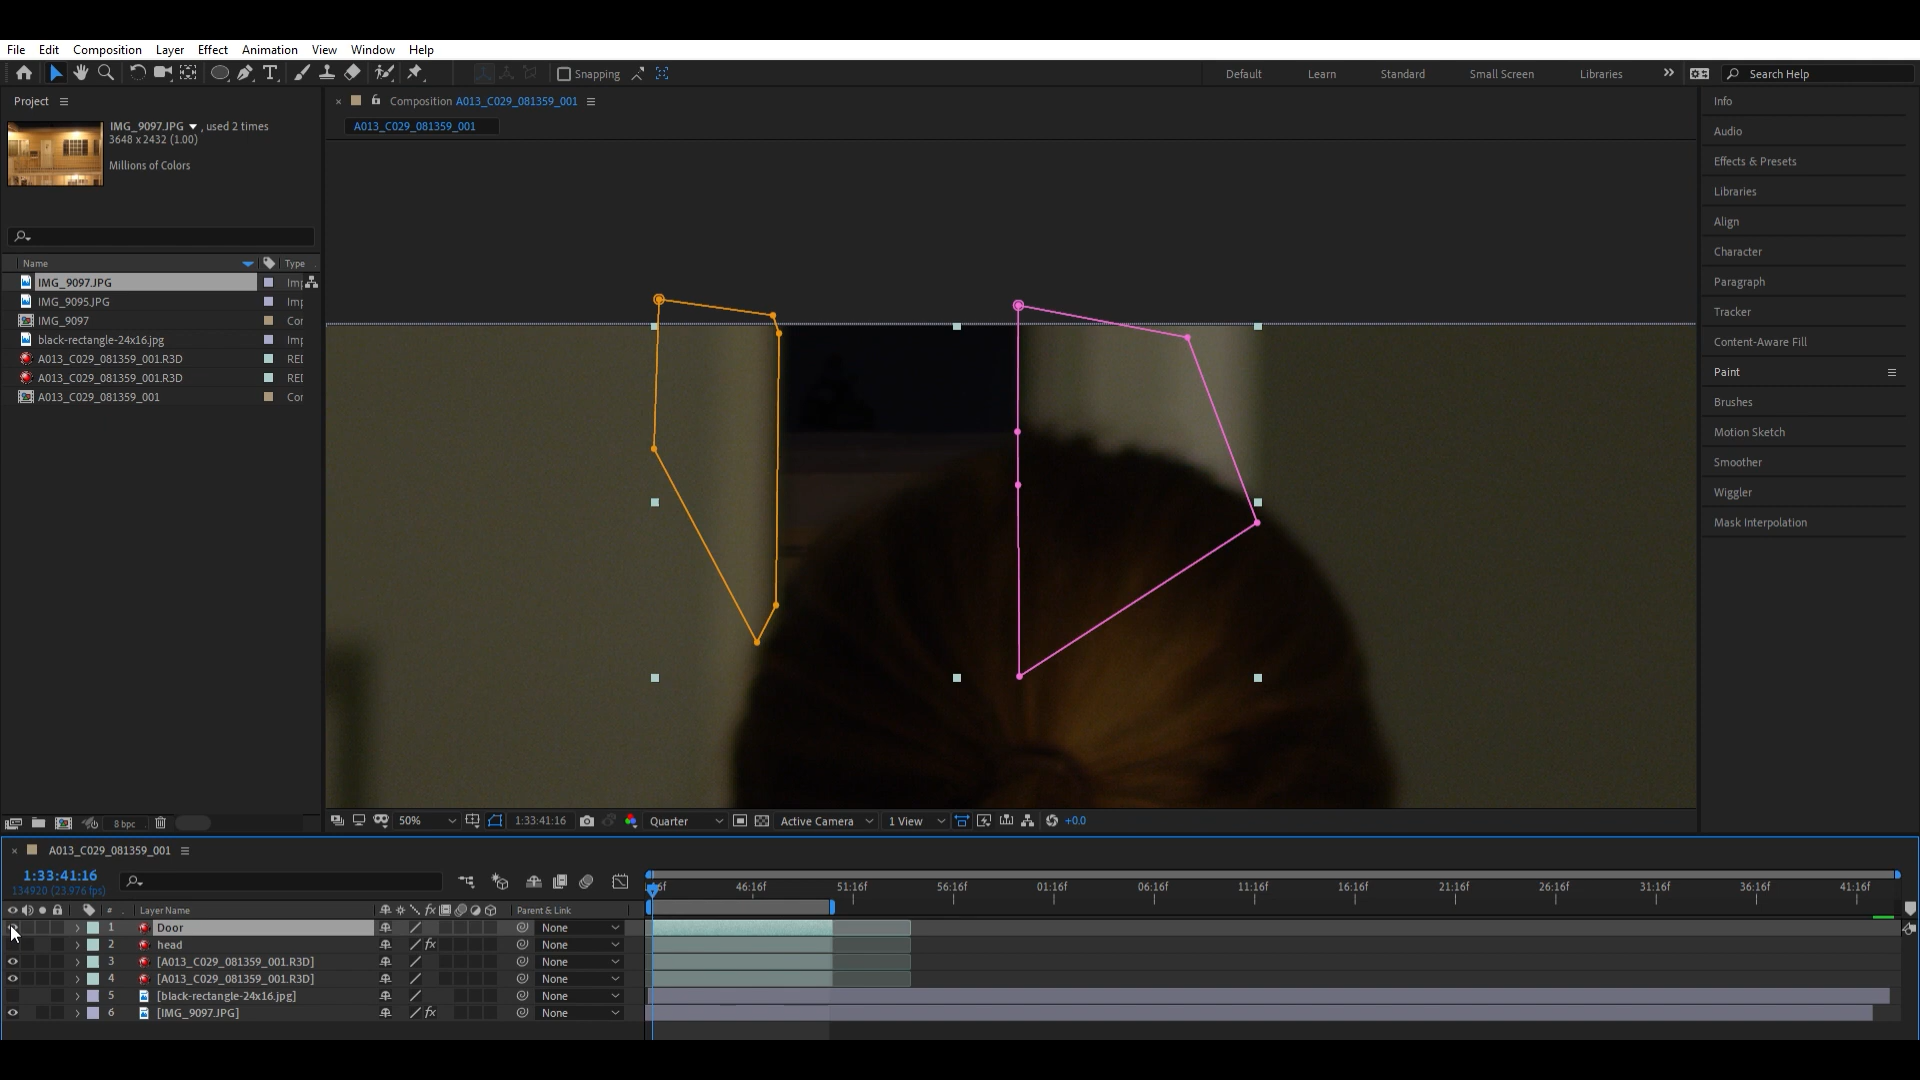 File Edit Composition Layer Effect Animation View Window Help
Snapping Default Learn Standard Small Screen Libraries Search Help
Project
Composition A013_C029_081359_001
A013_C029_081359_001
IMG_9097.JPG , used 2 times
3648 x 2432 (1.00)
Millions of Colors
Name Type
IMG_9097.JPG
IMG_9095.JPG
IMG_9097 Cor
black-rectangle-24x16.jpg
A013_C029_081359_001.R3D
A013_C029_081359_001.R3D
A013_C029_081359_001 Cor
8 bpc
Info
Audio
Effects & Presets
Libraries
Align
Character
Paragraph
Tracker
Content-Aware Fill
Paint
Brushes
Motion Sketch
Smoother
Wiggler
Mask Interpolation
50% 1:33:41:16 Quarter Active Camera 1 View +0.0
A013_C029_081359_001
1:33:41:16
134920 (23.976 fps)
46:16f 51:16f 56:16f 01:16f 06:16f 11:16f 16:16f 21:16f 26:16f 31:16f 36:16f 41:16f
# Layer Name Parent & Link
1 Door None
2 head None
3 [A013_C029_081359_001.R3D] None
4 [A013_C029_081359_001.R3D] None
5 [black-rectangle-24x16.jpg] None
6 [IMG_9097.JPG] None